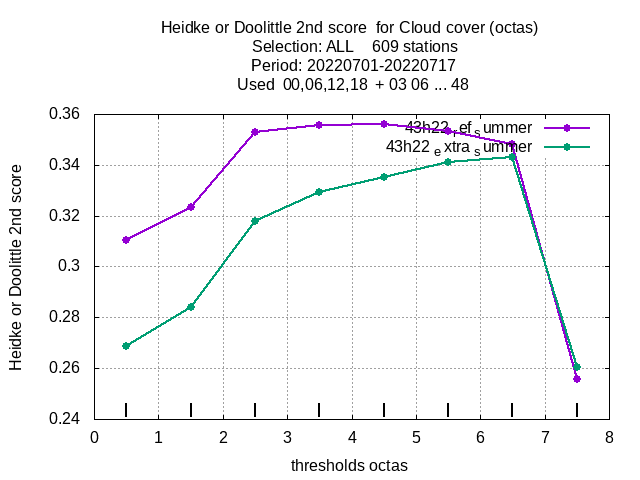 Heidke or Doolittle 2nd score  for Cloud cover (octas)
Selection: ALL    609 stations
Period: 20220701-20220717
Used  00,06,12,18  + 03 06 ... 48
0.36
0.34
0.32
0.3
0.28
0.26
0.24
Heidke or Doolittle 2nd score
43h22_ref_summer
43h22_extra_summer
0 1 2 3 4 5 6 7 8
thresholds octas